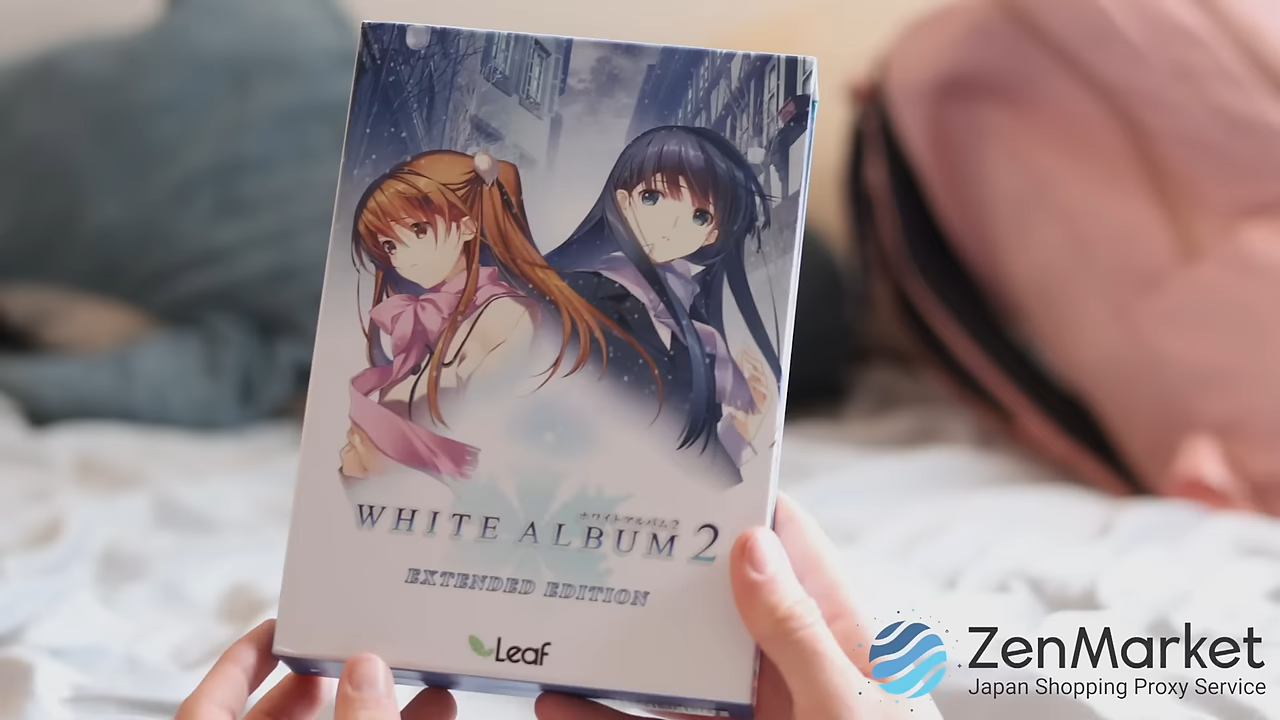 ホワイトアルバム2
WHITE ALBUM 2
EXTENDED EDITION
Leaf
ZenMarket
Japan Shopping Proxy Service